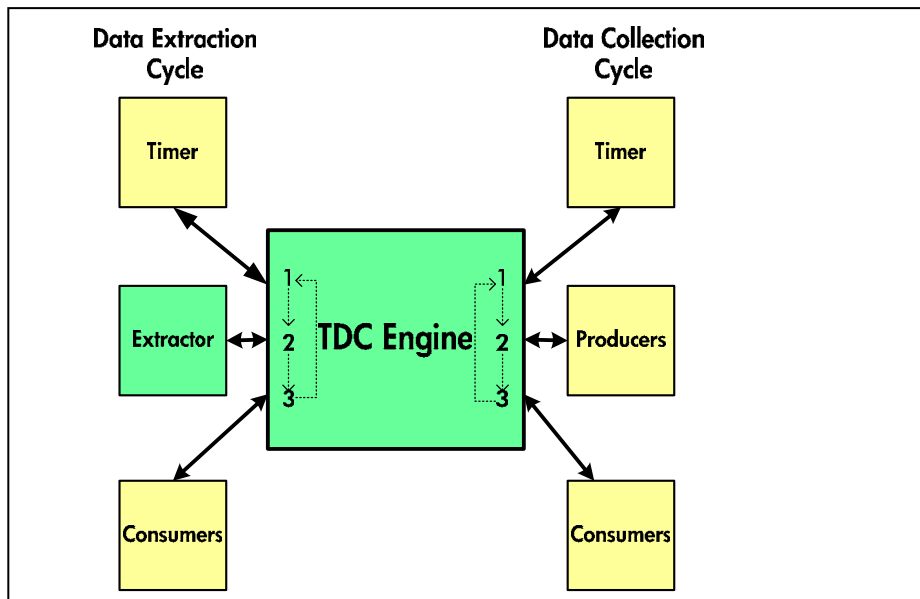 Data Extraction
Cycle
Data Collection
Cycle
Timer
Timer
1
1
Extractor
2
TDC Engine
2
Producers
3
3
Consumers
Consumers